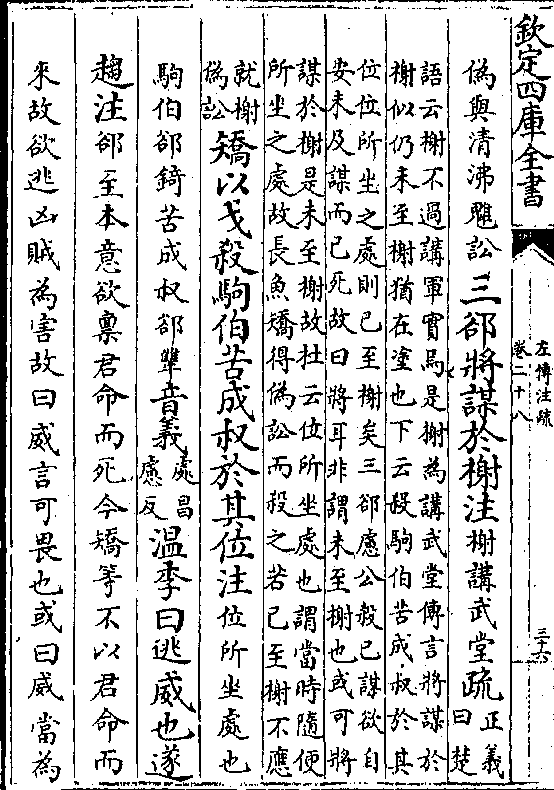 欽定四庫全書
左傳注疏
卷二十八
三十六
偽與清沸魋訟三郤將謀於榭注榭講武堂疏正義
曰楚
語云榭不過講軍實焉是榭為講武堂傳言將謀於
榭似仍未至榭猶在塗也下云殺駒伯苦成叔於其
位位所坐之處則已至榭矣三郤慮公殺已謀欲自
安未及謀而已死故曰將耳非謂未至榭也或可將
謀於榭是未至榭故杜云位所坐處也謂當時隨便
所坐之處故長魚矯得偽訟而殺之若已至榭不應
就榭
偽訟矯以戈殺駒伯苦成叔於其位注位所坐處也
駒伯郤錡苦成叔郤犨音義處昌
慮反温季曰逃威也遂
趨注郤至本意欲稟君命而死今矯等不以君命而
來故欲逃凶賊為害故曰威言可畏也或曰威當為